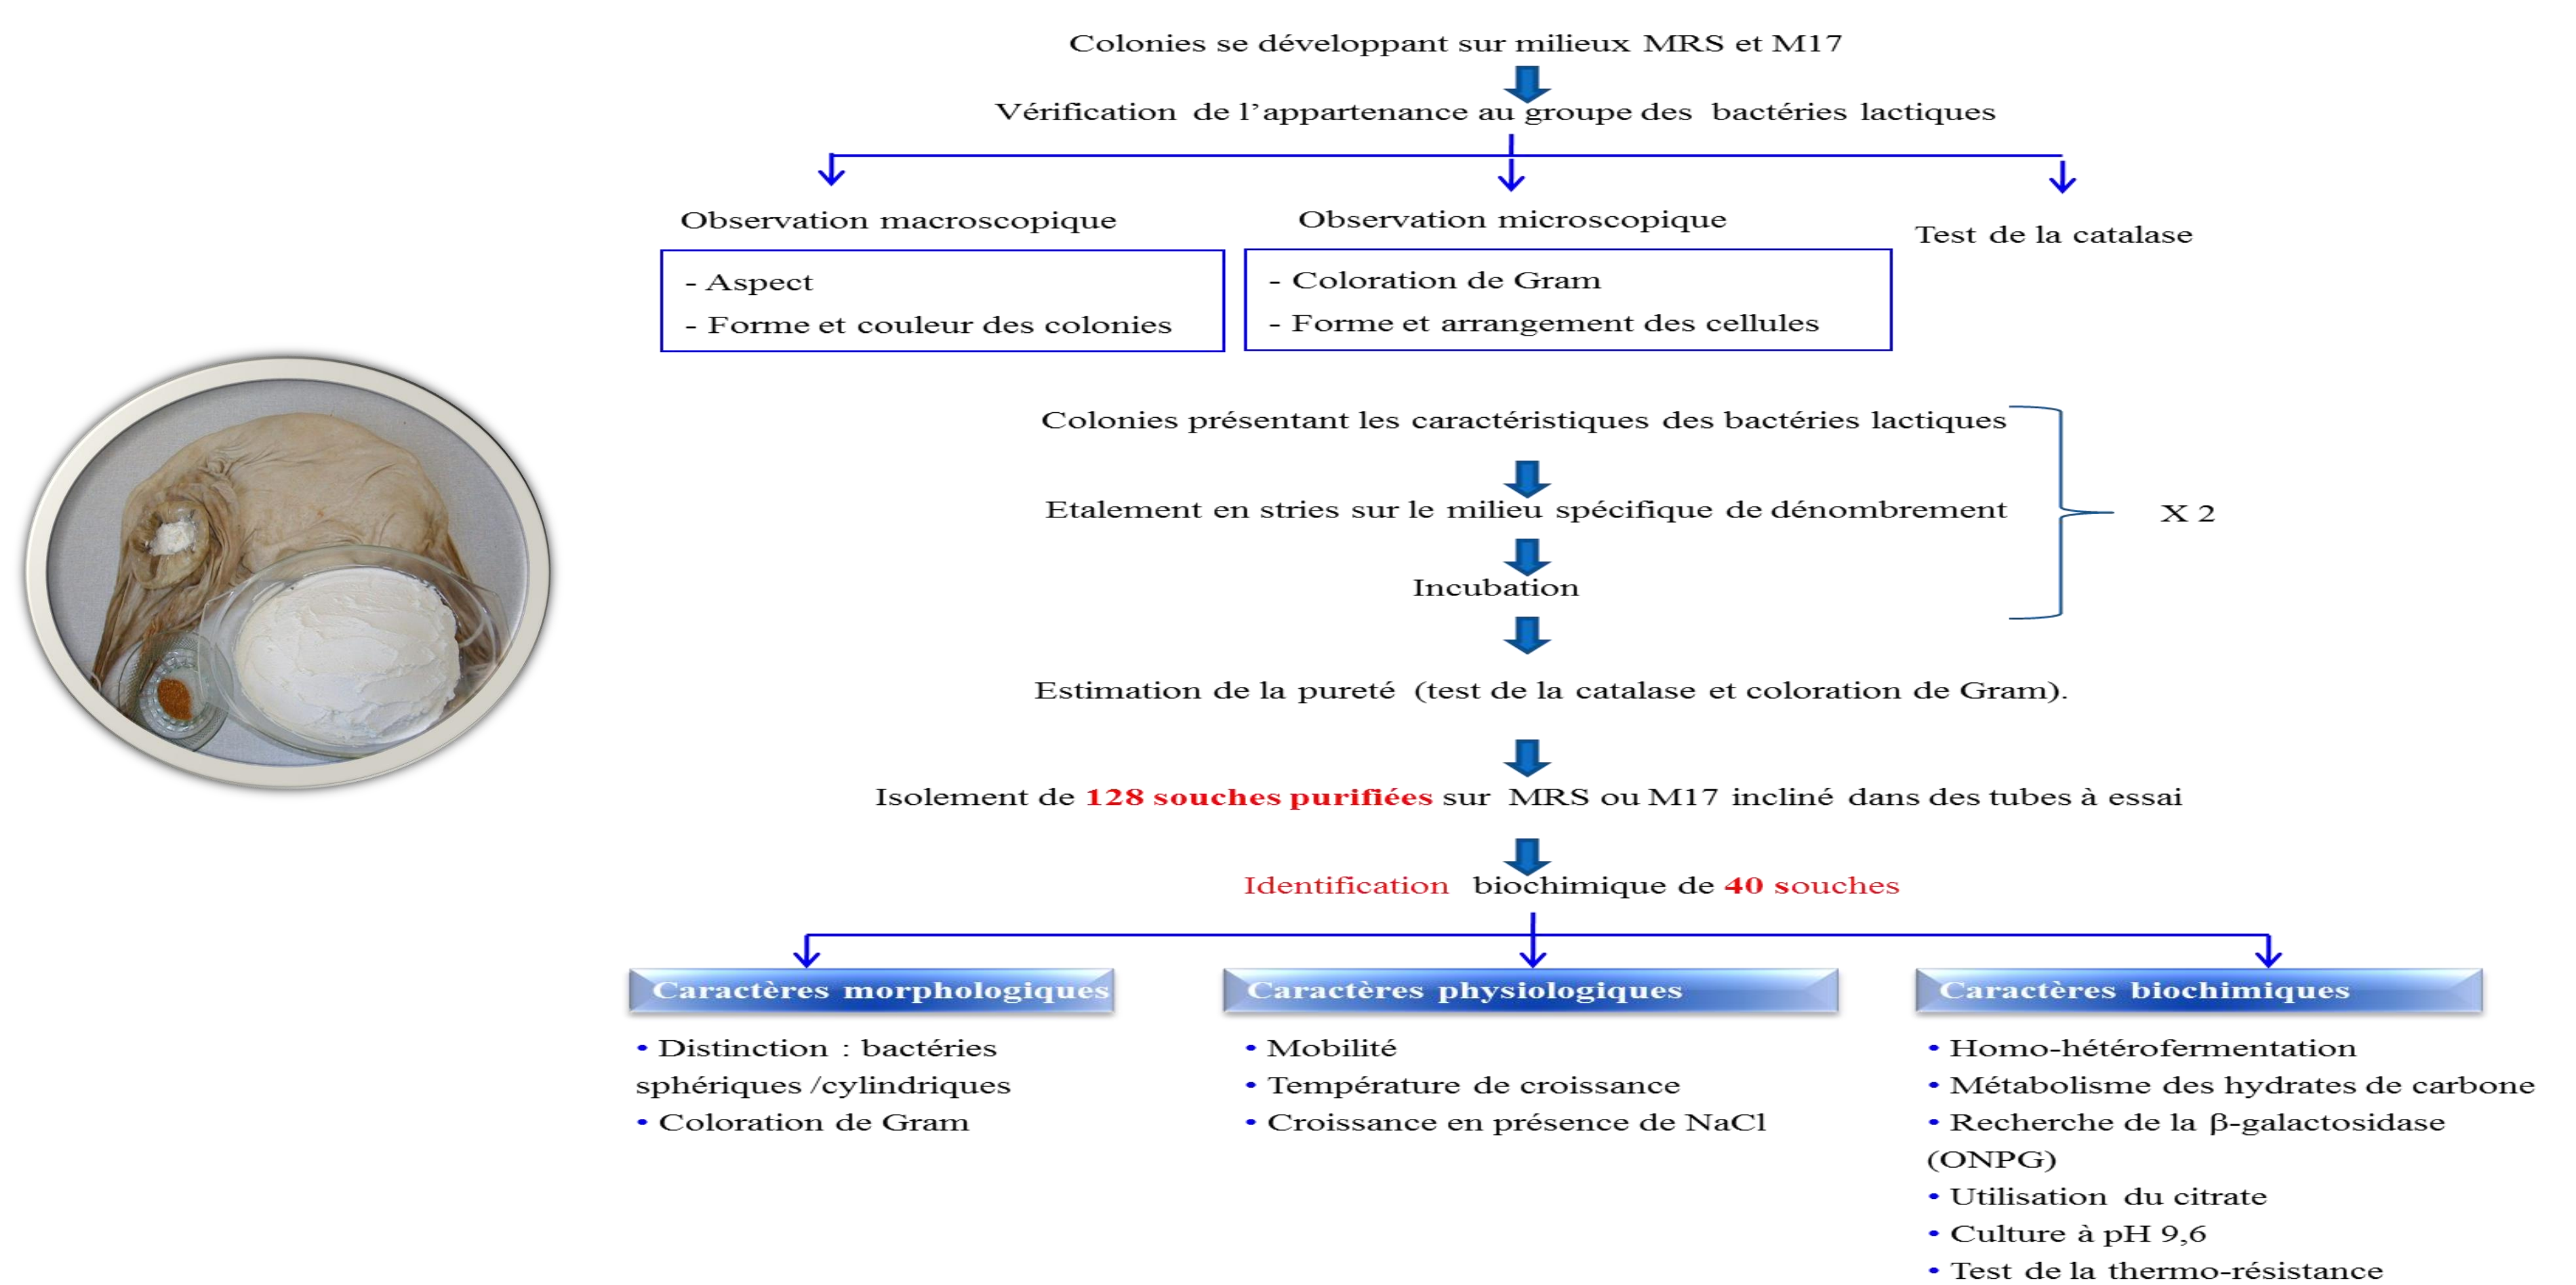 Colonies se développant sur milieux MRS et M17
Vérification de l'appartenance au groupe des bactéries lactiques
Observation macroscopique
- Aspect
- Forme et couleur des colonies
Observation microscopique
- Coloration de Gram
- Forme et arrangement des cellules
Test de la catalase
Colonies présentant les caractéristiques des bactéries lactiques
Etalement en stries sur le milieu spécifique de dénombrement
Incubation
X 2
Estimation de la pureté (test de la catalase et coloration de Gram).
Isolement de 128 souches purifiées sur MRS ou M17 incliné dans des tubes à essai
Identification biochimique de 40 souches
Caractères morphologiques
• Distinction : bactéries
sphériques /cylindriques
• Coloration de Gram
Caractères physiologiques
• Mobilité
• Température de croissance
• Croissance en présence de NaCl
Caractères biochimiques
• Homo-hétérofermentation
• Métabolisme des hydrates de carbone
• Recherche de la β-galactosidase
(ONPG)
• Utilisation du citrate
• Culture à pH 9,6
• Test de la thermo-résistance